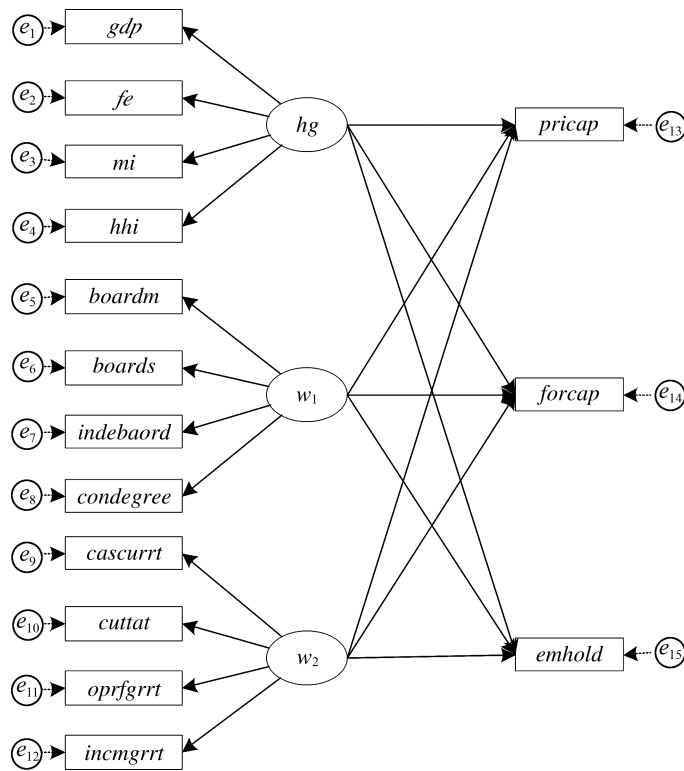 e1 gdp
e2 fe
e3 mi
e4 hhi
hg
pricap e13
e5 boardm
e6 boards
e7 indebaord
e8 condegree
w1
forcap e14
e9 cascurrt
e10 cuttat
e11 oprfgrrt
e12 incmgrrt
w2
emhold e15